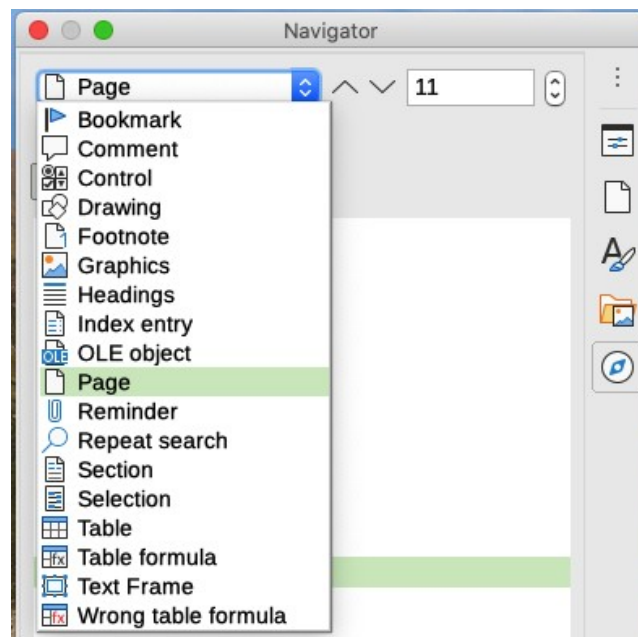 Navigator
Page 11
Bookmark
Comment
Control
Drawing
Footnote
Graphics
Headings
Index entry
OLE object
Page
Reminder
Repeat search
Section
Selection
Table
Table formula
Text Frame
Wrong table formula